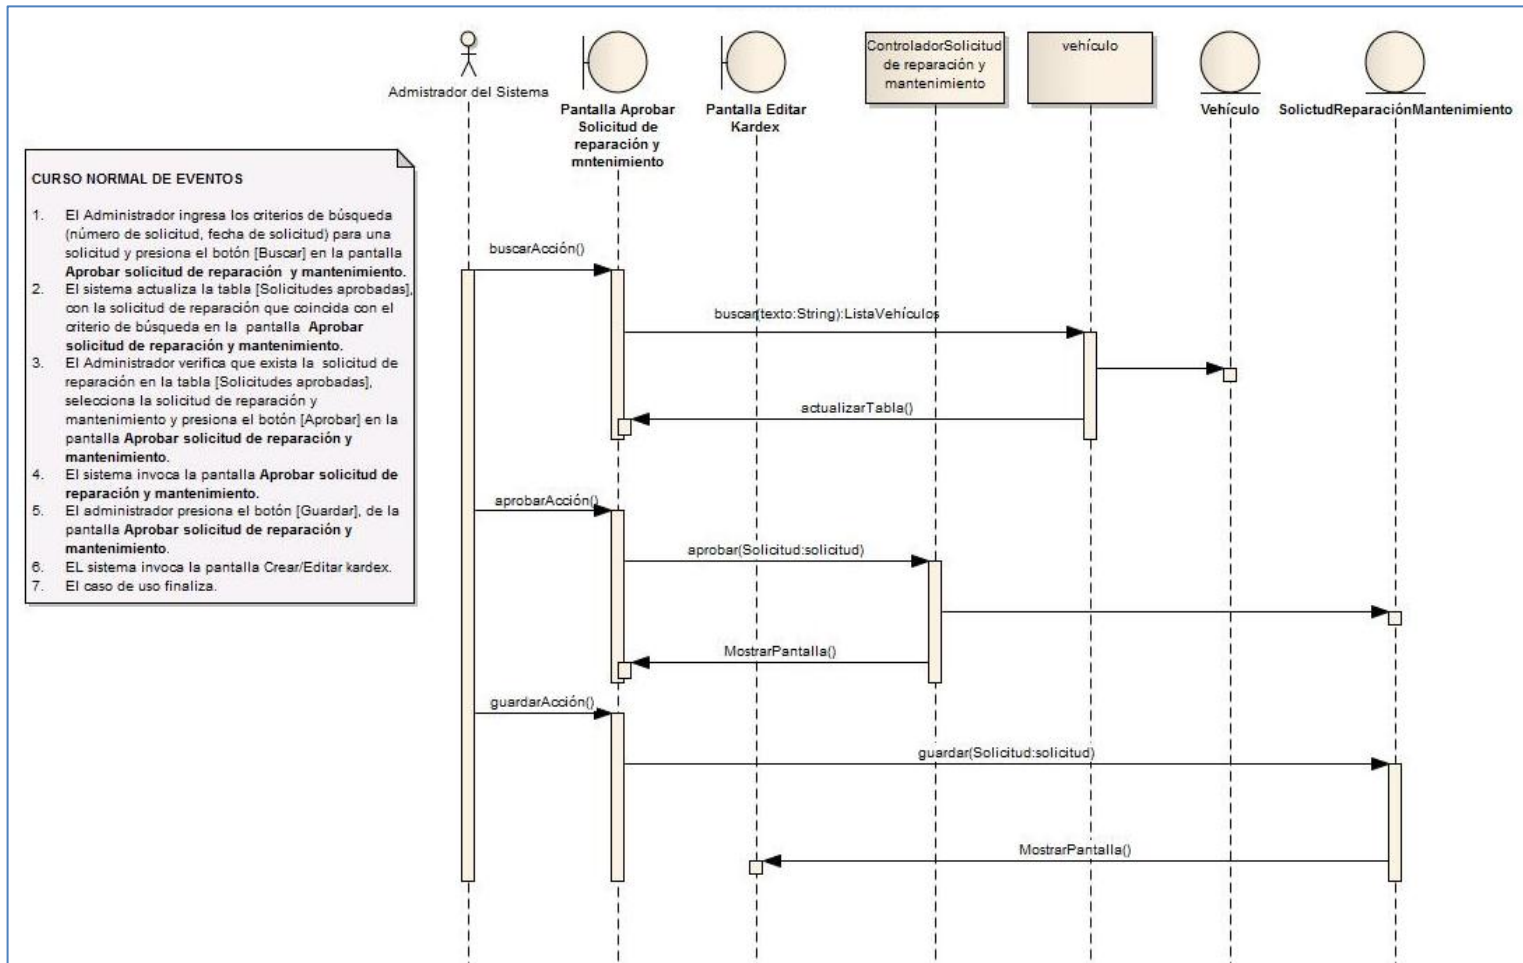 Admistrador del Sistema
Pantalla Aprobar
Solicitud de
reparación y
mntenimiento
Pantalla Editar
Kardex
ControladorSolicitud
de reparación y
mantenimiento
vehículo
Vehículo
SolictudReparaciónMantenimiento
CURSO NORMAL DE EVENTOS
1. El Administrador ingresa los criterios de búsqueda
(número de solicitud, fecha de solicitud) para una
solicitud y presiona el botón [Buscar] en la pantalla
Aprobar solicitud de reparación y mantenimiento.
2. El sistema actualiza la tabla [Solicitudes aprobadas],
con la solicitud de reparación que coincida con el
criterio de búsqueda en la pantalla Aprobar
solicitud de reparación y mantenimiento.
3. El Administrador verifica que exista la solicitud de
reparación en la tabla [Solicitudes aprobadas],
selecciona la solicitud de reparación y
mantenimiento y presiona el botón [Aprobar] en la
pantalla Aprobar solicitud de reparación y
mantenimiento.
4. El sistema invoca la pantalla Aprobar solicitud de
reparación y mantenimiento.
5. El administrador presiona el botón [Guardar], de la
pantalla Aprobar solicitud de reparación y
mantenimiento.
6. EL sistema invoca la pantalla Crear/Editar kardex.
7. El caso de uso finaliza.
buscarAcción()
buscar(texto:String):ListaVehículos
actualizarTabla()
aprobarAcción()
aprobar(Solicitud:solicitud)
MostrarPantalla()
guardarAcción()
guardar(Solicitud:solicitud)
MostrarPantalla()